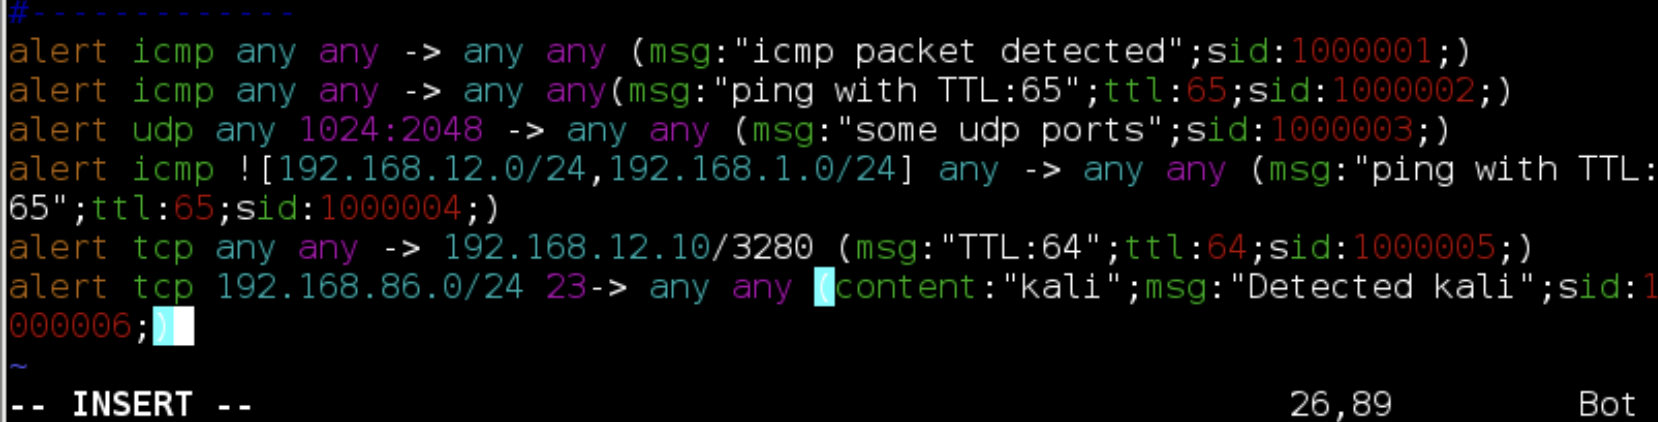 #-------------
alert icmp any any -> any any (msg:"icmp packet detected";sid:1000001;)
alert icmp any any -> any any(msg:"ping with TTL:65";ttl:65;sid:1000002;)
alert udp any 1024:2048 -> any any (msg:"some udp ports";sid:1000003;)
alert icmp ![192.168.12.0/24,192.168.1.0/24] any -> any any (msg:"ping with TTL:
65";ttl:65;sid:1000004;)
alert tcp any any -> 192.168.12.10/3280 (msg:"TTL:64";ttl:64;sid:1000005;)
alert tcp 192.168.86.0/24 23-> any any (content:"kali";msg:"Detected kali";sid:1
000006;)
~
-- INSERT -- 26,89 Bot